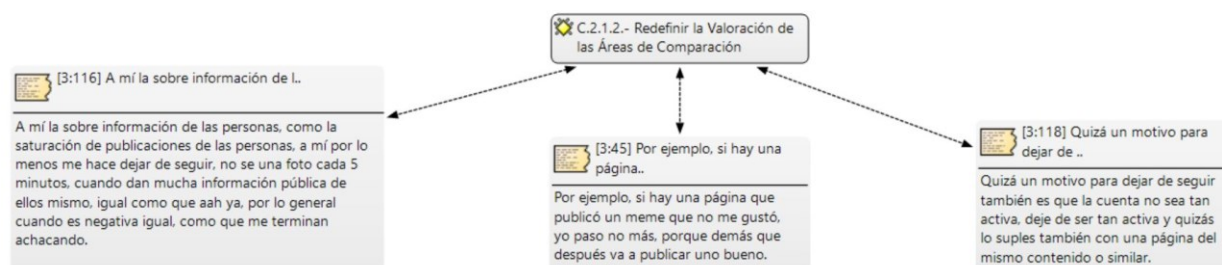 C.2.1.2.- Redefinir la Valoración de
las Áreas de Comparación
[3:116] A mí la sobre información de l..
A mí la sobre información de las personas, como la
saturación de publicaciones de las personas, a mí por lo
menos me hace dejar de seguir, no se una foto cada 5
minutos, cuando dan mucha información pública de
ellos mismo, igual como que aah ya, por lo general
cuando es negativa igual, como que me terminan
achacando.
[3:45] Por ejemplo, si hay una
página..
Por ejemplo, si hay una página que
publicó un meme que no me gustó,
yo paso no más, porque demás que
después va a publicar uno bueno.
[3:118] Quizá un motivo para
dejar de ..
Quizá un motivo para dejar de seguir
también es que la cuenta no sea tan
activa, deje de ser tan activa y quizás
lo suples también con una página del
mismo contenido o similar.